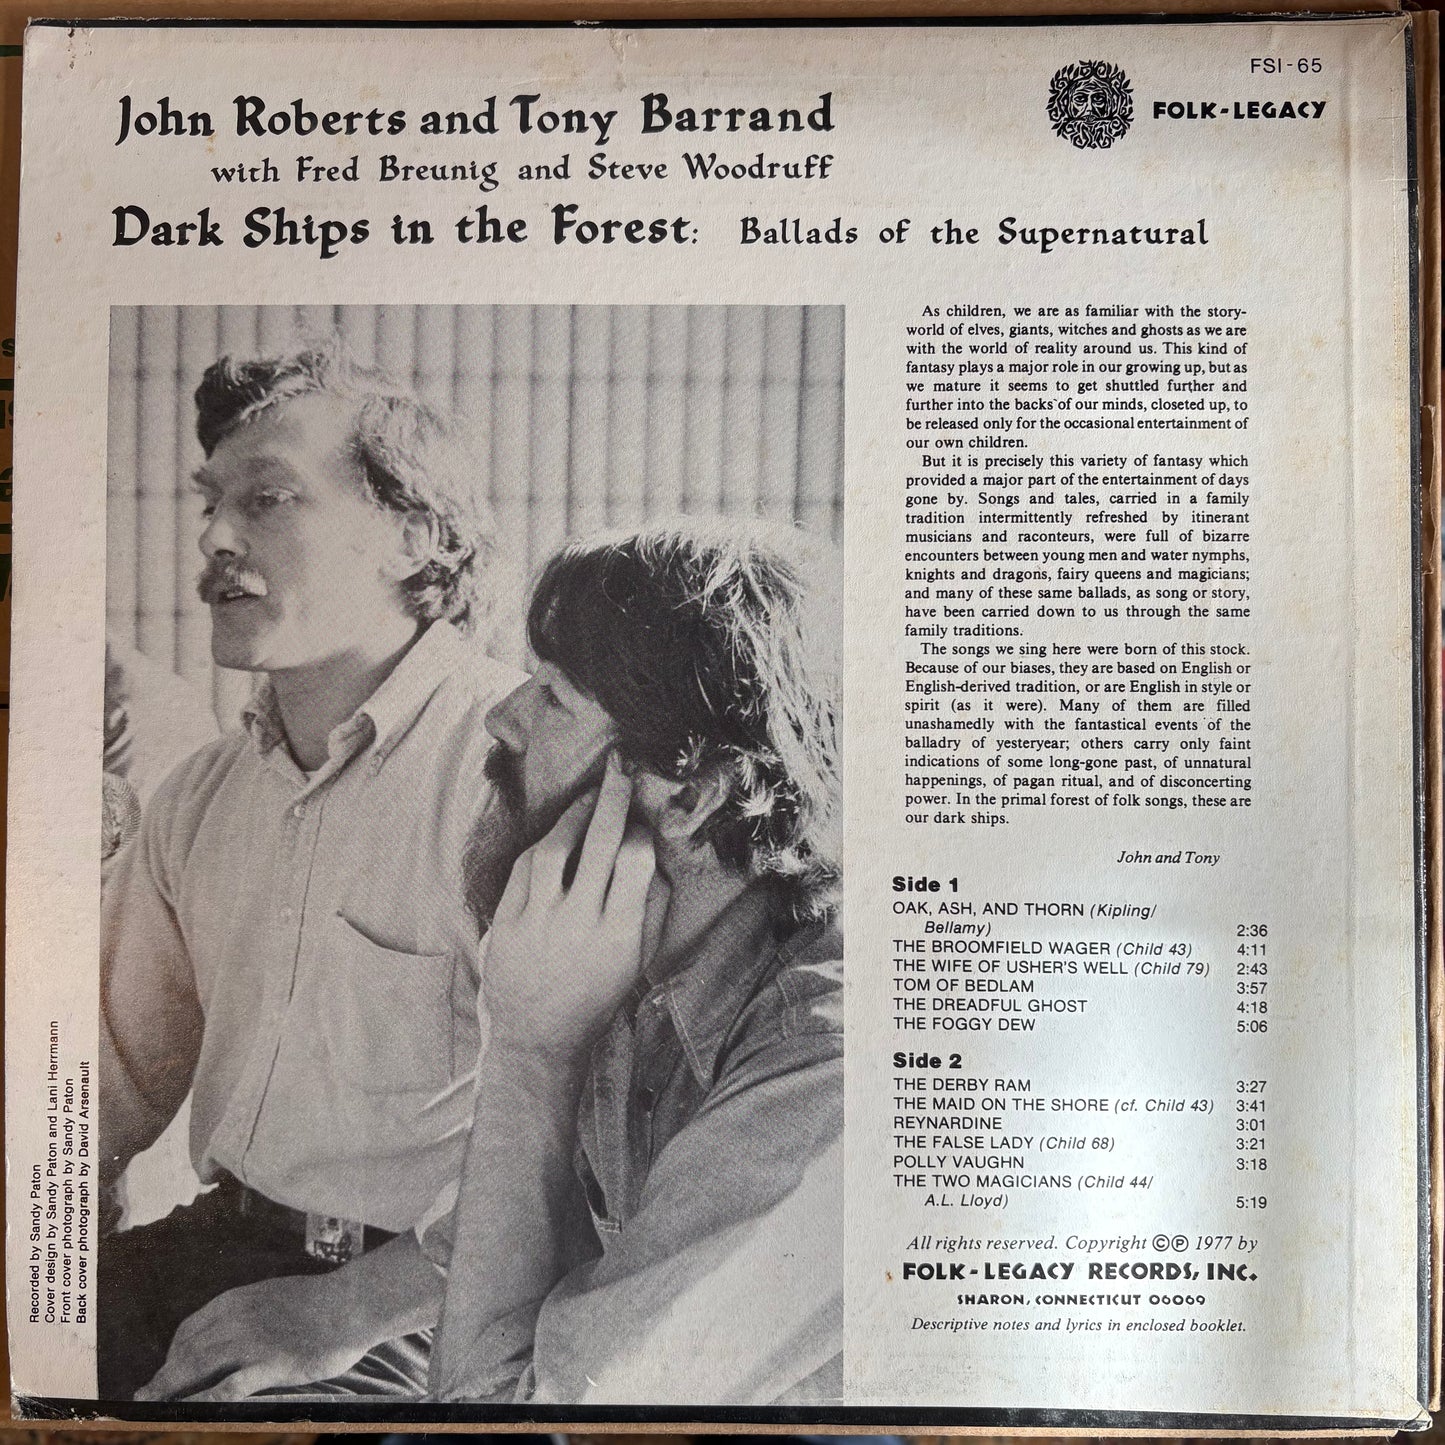 FSI-65
FOLK-LEGACY
John Roberts and Tony Barrand
with Fred Breunig and Steve Woodruff
Dark Ships in the Forest: Ballads of the Supernatural
As children, we are as familiar with the story-
world of elves, giants, witches and ghosts as we are
with the world of reality around us. This kind of
fantasy plays a major role in our growing up, but as
we mature it seems to get shuttled further and
further into the backs of our minds, closeted up, to
be released only for the occasional entertainment of
our own children.
But it is precisely this variety of fantasy which
provided a major part of the entertainment of days
gone by. Songs and tales, carried in a family
tradition intermittently refreshed by itinerant
musicians and raconteurs, were full of bizarre
encounters between young men and water nymphs,
knights and dragons, fairy queens and magicians;
and many of these same ballads, as song or story,
have been carried down to us through the same
family traditions.
The songs we sing here were born of this stock.
Because of our biases, they are based on English or
English-derived tradition, or are English in style or
spirit (as it were). Many of them are filled
unashamedly with the fantastical events of the
balladry of yesteryear; others carry only faint
indications of some long-gone past, of unnatural
happenings, of pagan ritual, and of disconcerting
power. In the primal forest of folk songs, these are
our dark ships.
John and Tony
Side 1
OAK, ASH, AND THORN (Kipling/
Bellamy) 2:36
THE BROOMFIELD WAGER (Child 43) 4:11
THE WIFE OF USHER'S WELL (Child 79) 2:43
TOM OF BEDLAM 3:57
THE DREADFUL GHOST 4:18
THE FOGGY DEW 5:06
Side 2
THE DERBY RAM 3:27
THE MAID ON THE SHORE (cf. Child 43) 3:41
REYNARDINE 3:01
THE FALSE LADY (Child 68) 3:21
POLLY VAUGHN 3:18
THE TWO MAGICIANS (Child 44/
A.L. Lloyd) 5:19
All rights reserved. Copyright ©℗ 1977 by
FOLK-LEGACY RECORDS, INC.
SHARON, CONNECTICUT 06069
Descriptive notes and lyrics in enclosed booklet.
Recorded by Sandy Paton
Cover design by Sandy Paton and Lani Herrmann
Front cover photograph by Sandy Paton
Back cover photograph by David Arsenault